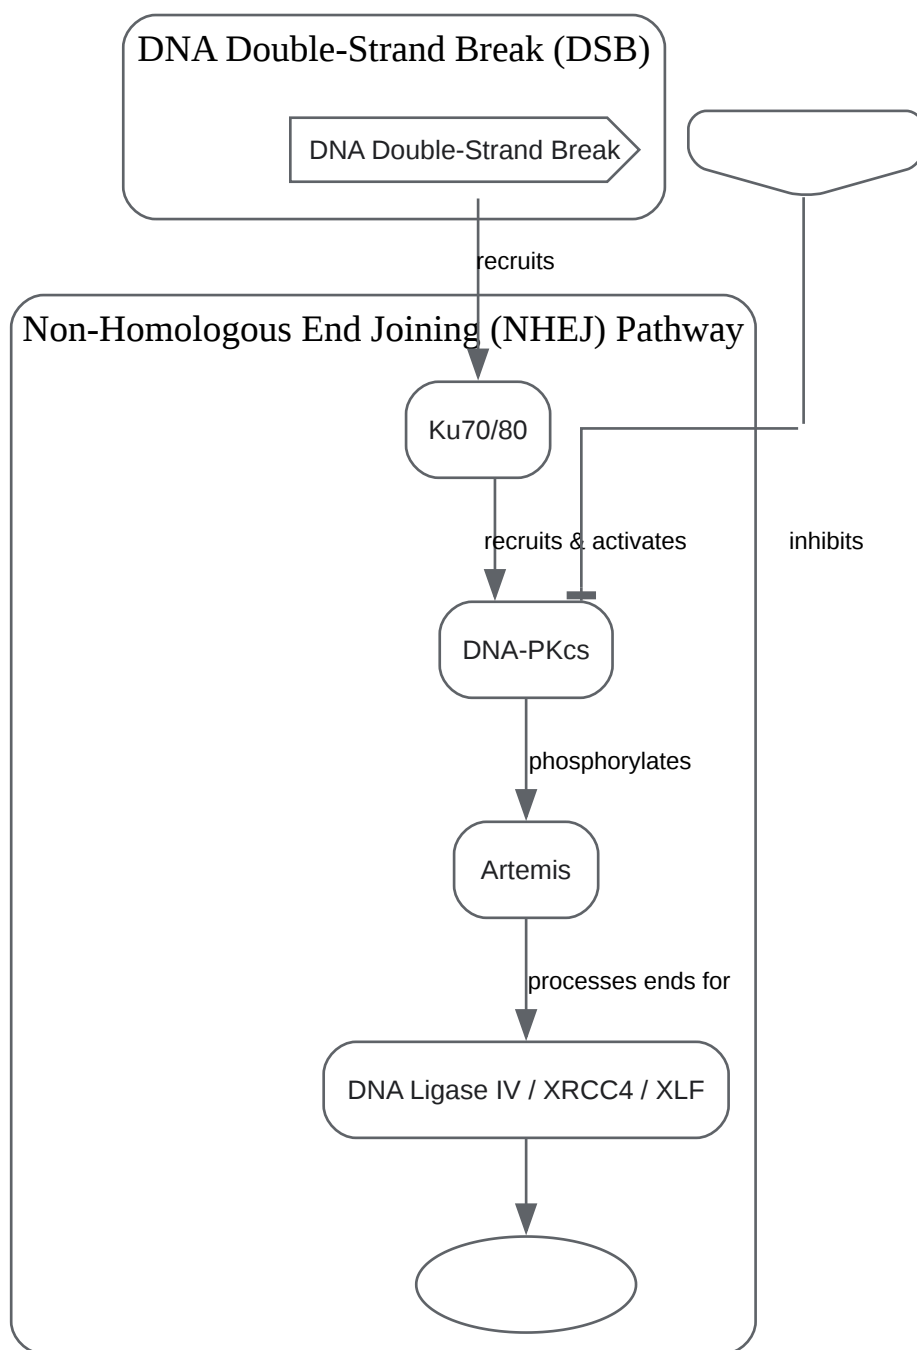 DNA Double-Strand Break (DSB)
DNA Double-Strand Break
recruits
Non-Homologous End Joining (NHEJ) Pathway
Ku70/80
recruits & activates
inhibits
DNA-PKcs
phosphorylates
Artemis
processes ends for
DNA Ligase IV / XRCC4 / XLF